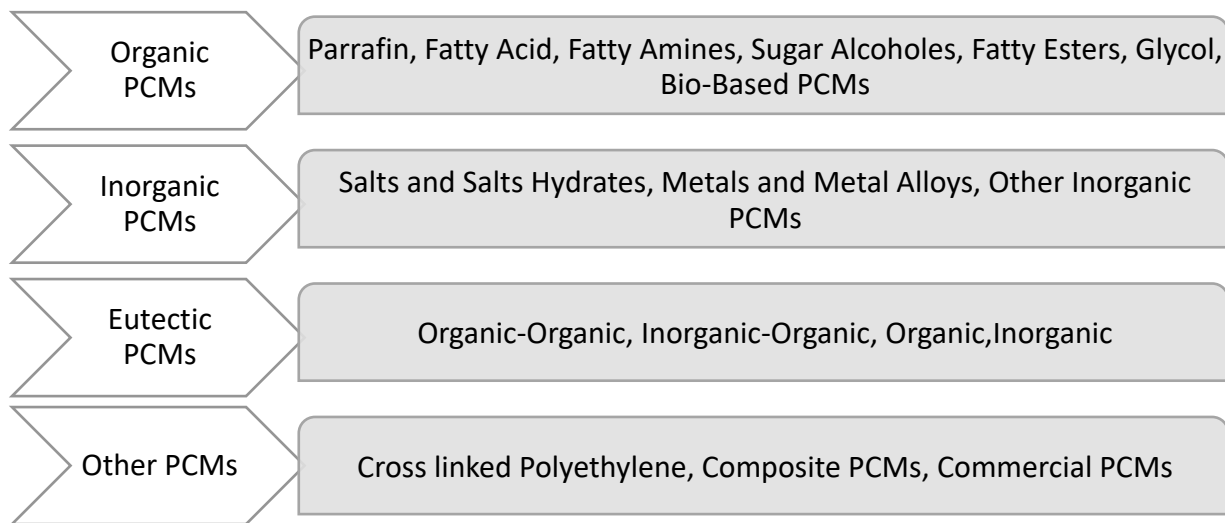 Organic
PCMs
Parrafin, Fatty Acid, Fatty Amines, Sugar Alcoholes, Fatty Esters, Glycol,
Bio-Based PCMs
Inorganic
PCMs
Salts and Salts Hydrates, Metals and Metal Alloys, Other Inorganic
PCMs
Eutectic
PCMs
Organic-Organic, Inorganic-Organic, Organic,Inorganic
Other PCMs
Cross linked Polyethylene, Composite PCMs, Commercial PCMs